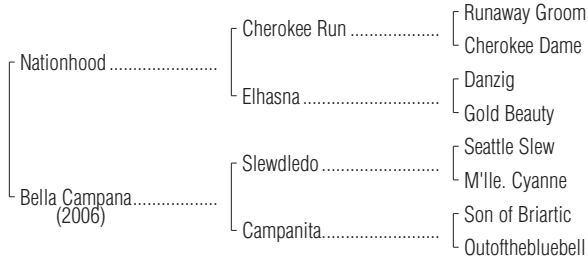 Runaway Groom
Cherokee Run
Cherokee Dame
Nationhood
Danzig
Elhasna
Gold Beauty
Seattle Slew
Slewdledo
M'lle. Cyanne
Bella Campana
(2006)
Son of Briartic
Campanita
Outofthebluebell